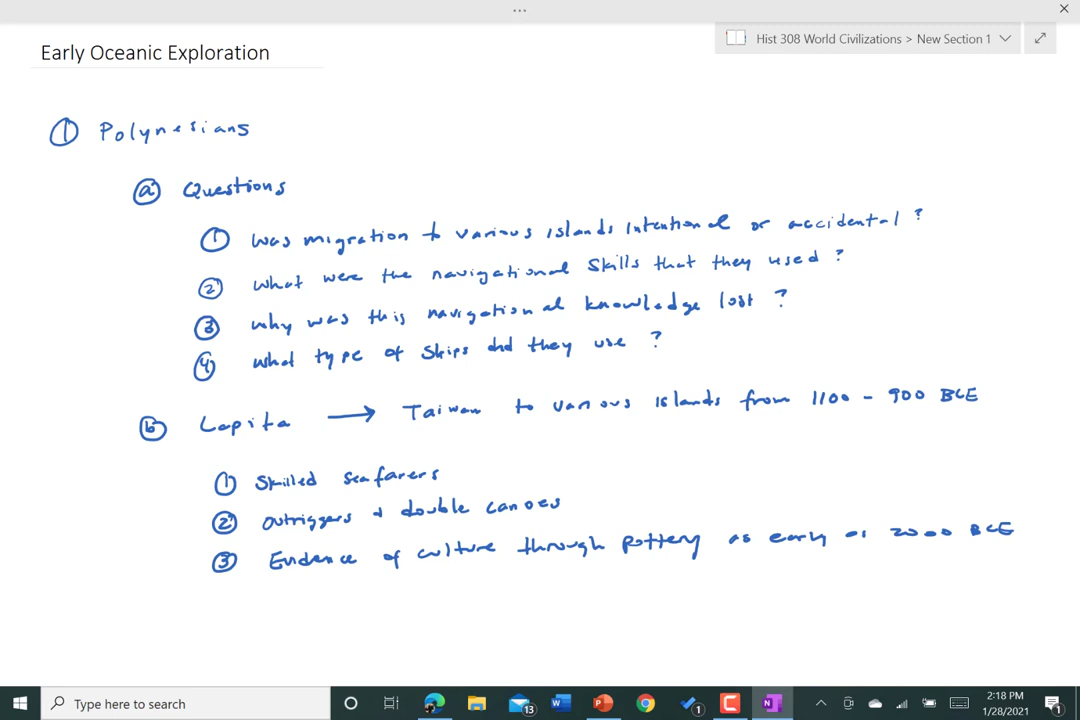 Hist 308 World Civilizations > New Section 1
Early Oceanic Exploration
① Polynesians
ⓐ Questions
① Was migration to various islands intentional or accidental?
② What were the navigational skills that they used?
③ Why was this navigational knowledge lost?
④ What type of ships did they use?
ⓑ Lapita → Taiwan to various islands from 1100 - 900 BCE
① Skilled seafarers
② Outriggers + double canoes
③ Evidence of culture through pottery as early as 2000 BCE
Type here to search
13
1
2:18 PM
1/28/2021
1